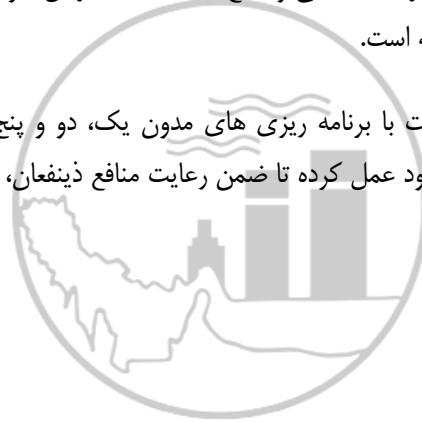 ه است.
ت با برنامه ریزی های مدون یک، دو و پنج
ود عمل کرده تا ضمن رعایت منافع ذینفعان،